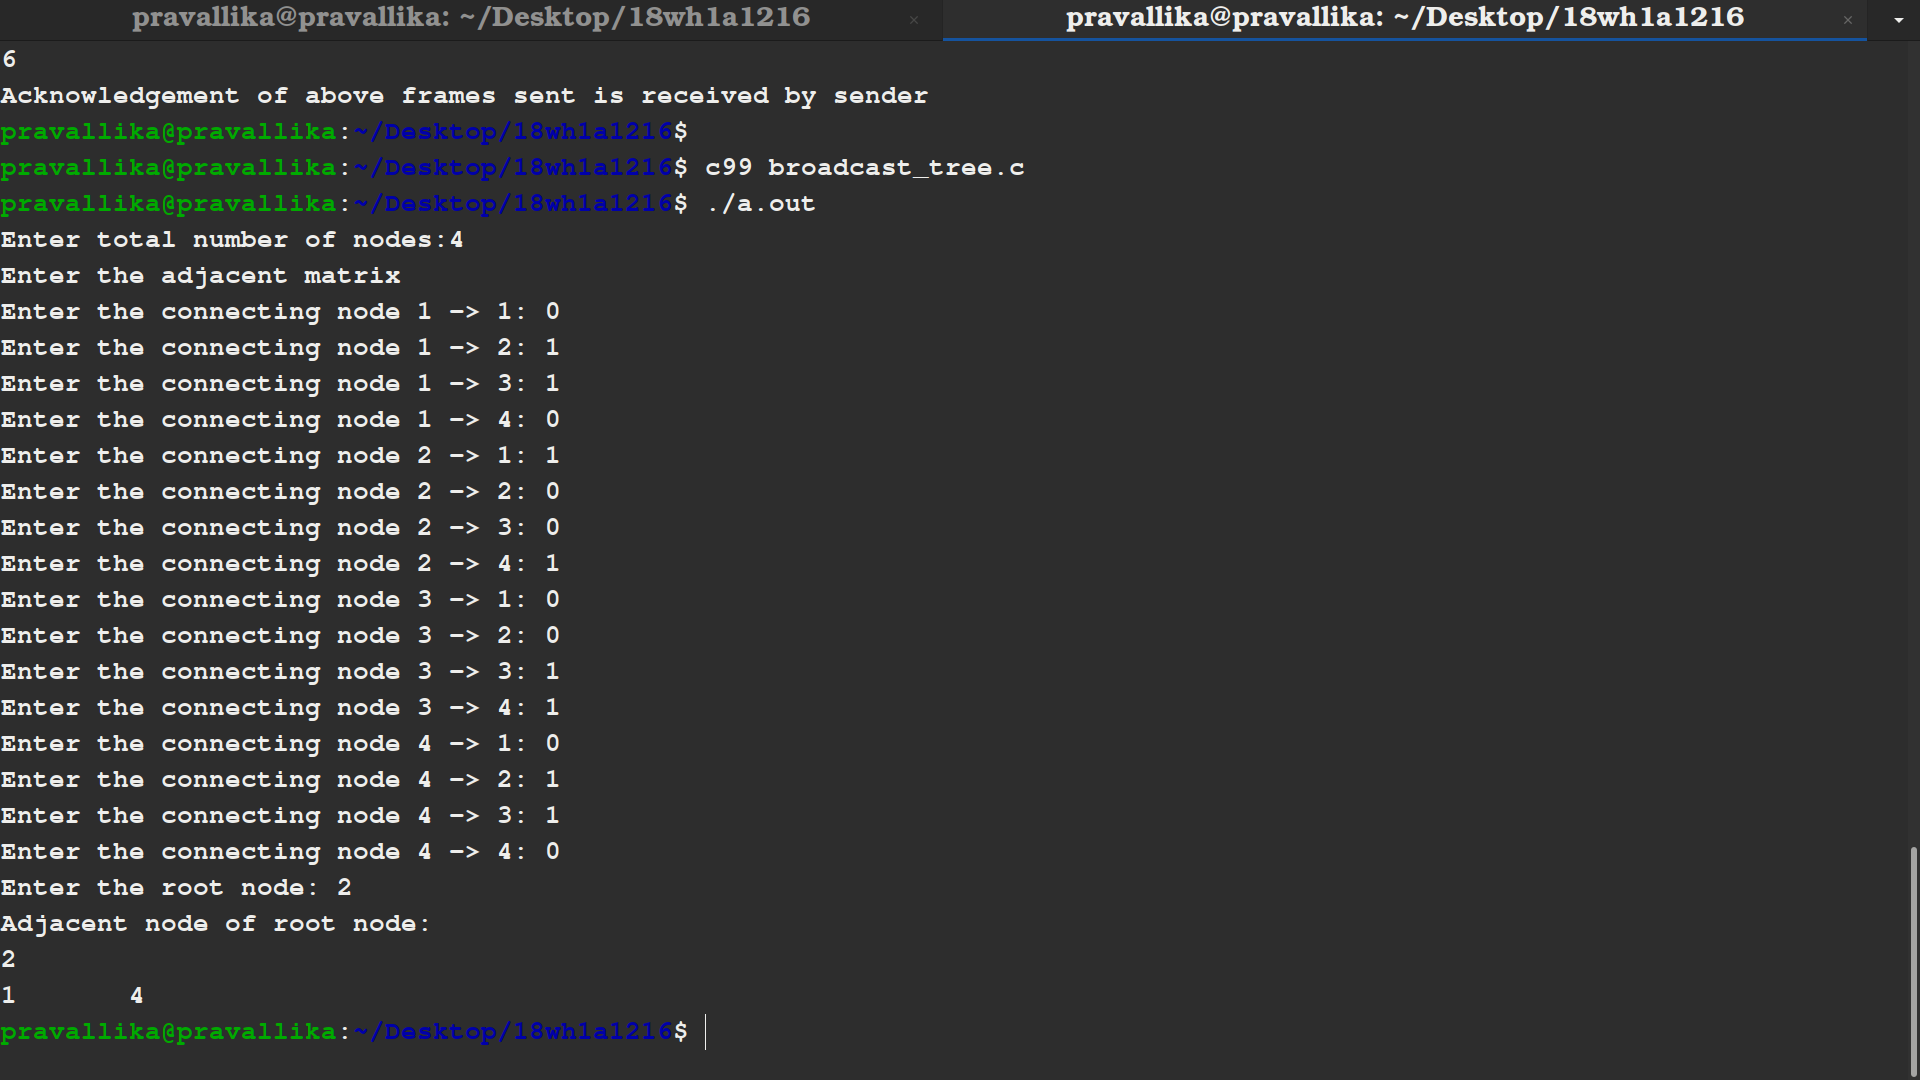 pravallika@pravallika: ~/Desktop/18wh1a1216 × pravallika@pravallika: ~/Desktop/18wh1a1216 ×
6
Acknowledgement of above frames sent is received by sender
pravallika@pravallika:~/Desktop/18wh1a1216$
pravallika@pravallika:~/Desktop/18wh1a1216$ c99 broadcast_tree.c
pravallika@pravallika:~/Desktop/18wh1a1216$ ./a.out
Enter total number of nodes:4
Enter the adjacent matrix
Enter the connecting node 1 -> 1: 0
Enter the connecting node 1 -> 2: 1
Enter the connecting node 1 -> 3: 1
Enter the connecting node 1 -> 4: 0
Enter the connecting node 2 -> 1: 1
Enter the connecting node 2 -> 2: 0
Enter the connecting node 2 -> 3: 0
Enter the connecting node 2 -> 4: 1
Enter the connecting node 3 -> 1: 0
Enter the connecting node 3 -> 2: 0
Enter the connecting node 3 -> 3: 1
Enter the connecting node 3 -> 4: 1
Enter the connecting node 4 -> 1: 0
Enter the connecting node 4 -> 2: 1
Enter the connecting node 4 -> 3: 1
Enter the connecting node 4 -> 4: 0
Enter the root node: 2
Adjacent node of root node:
2
1       4
pravallika@pravallika:~/Desktop/18wh1a1216$